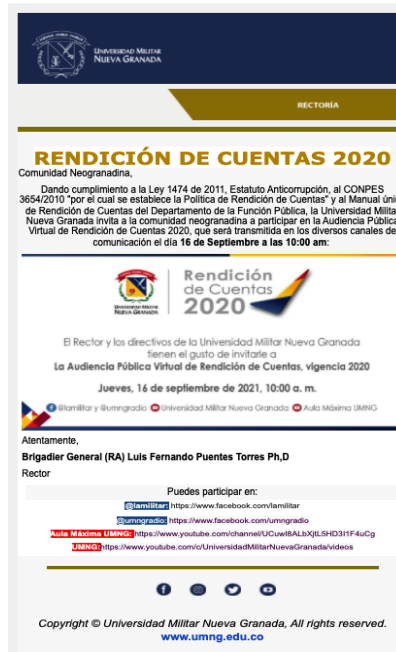 UNIVERSIDAD MILITAR
NUEVA GRANADA
RECTORÍA
RENDICIÓN DE CUENTAS 2020
Comunidad Neogranadina,
Dando cumplimiento a la Ley 1474 de 2011, Estatuto Anticorrupción, al CONPES
3654/2010 "por el cual se establece la Política de Rendición de Cuentas" y al Manual úni
de Rendición de Cuentas del Departamento de la Función Pública, la Universidad Milita
Nueva Granada invita a la comunidad neogranadina a participar en la Audiencia Pública
Virtual de Rendición de Cuentas 2020, que será transmitida en los diversos canales de
comunicación el día 16 de Septiembre a las 10:00 am:
UNIVERSIDAD MILITAR
NUEVA GRANADA
Rendición
de Cuentas
2020
El Rector y los directivos de la Universidad Militar Nueva Granada
tienen el gusto de invitarle a
La Audiencia Pública Virtual de Rendición de Cuentas, vigencia 2020
Jueves, 16 de septiembre de 2021, 10:00 a. m.
@lamilitar y @umngradio Universidad Militar Nueva Granada Aula Máxima UMNG
Atentamente,
Brigadier General (RA) Luis Fernando Puentes Torres Ph,D
Rector
Puedes participar en:
@lamilitar: https://www.facebook.com/lamilitar
@umngradio: https://www.facebook.com/umngradio
Aula Máxima UMNG: https://www.youtube.com/channel/UCuwI8ALbXjtL5HD3I1F4uCg
UMNG: https://www.youtube.com/c/UniversidadMilitarNuevaGranada/videos
Copyright © Universidad Militar Nueva Granada, All rights reserved.
www.umng.edu.co